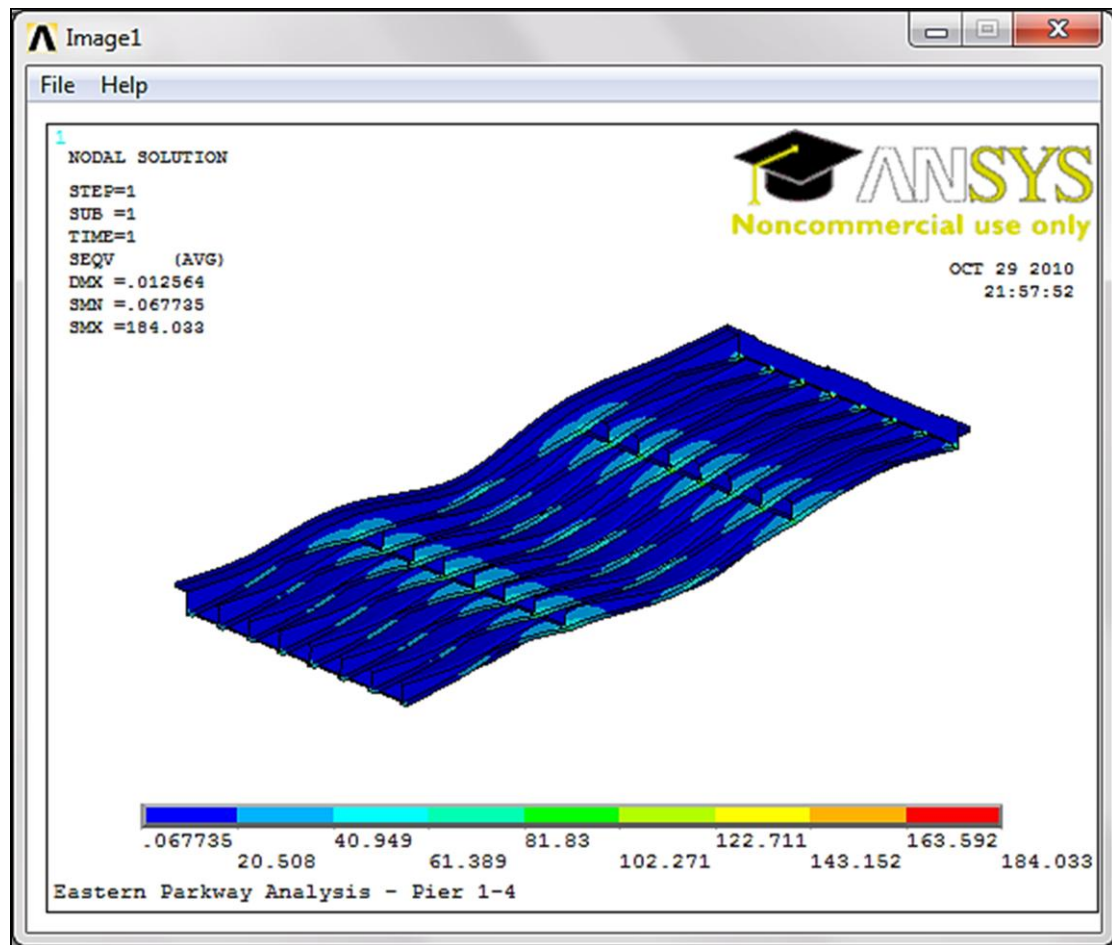 Image1
File Help
1
NODAL SOLUTION
STEP=1
SUB =1
TIME=1
SEQV (AVG)
DMX =.012564
SMN =.067735
SMX =184.033
ANSYS
Noncommercial use only
OCT 29 2010
21:57:52
.067735 40.949 81.83 122.711 163.592
20.508 61.389 102.271 143.152 184.033
Eastern Parkway Analysis - Pier 1-4